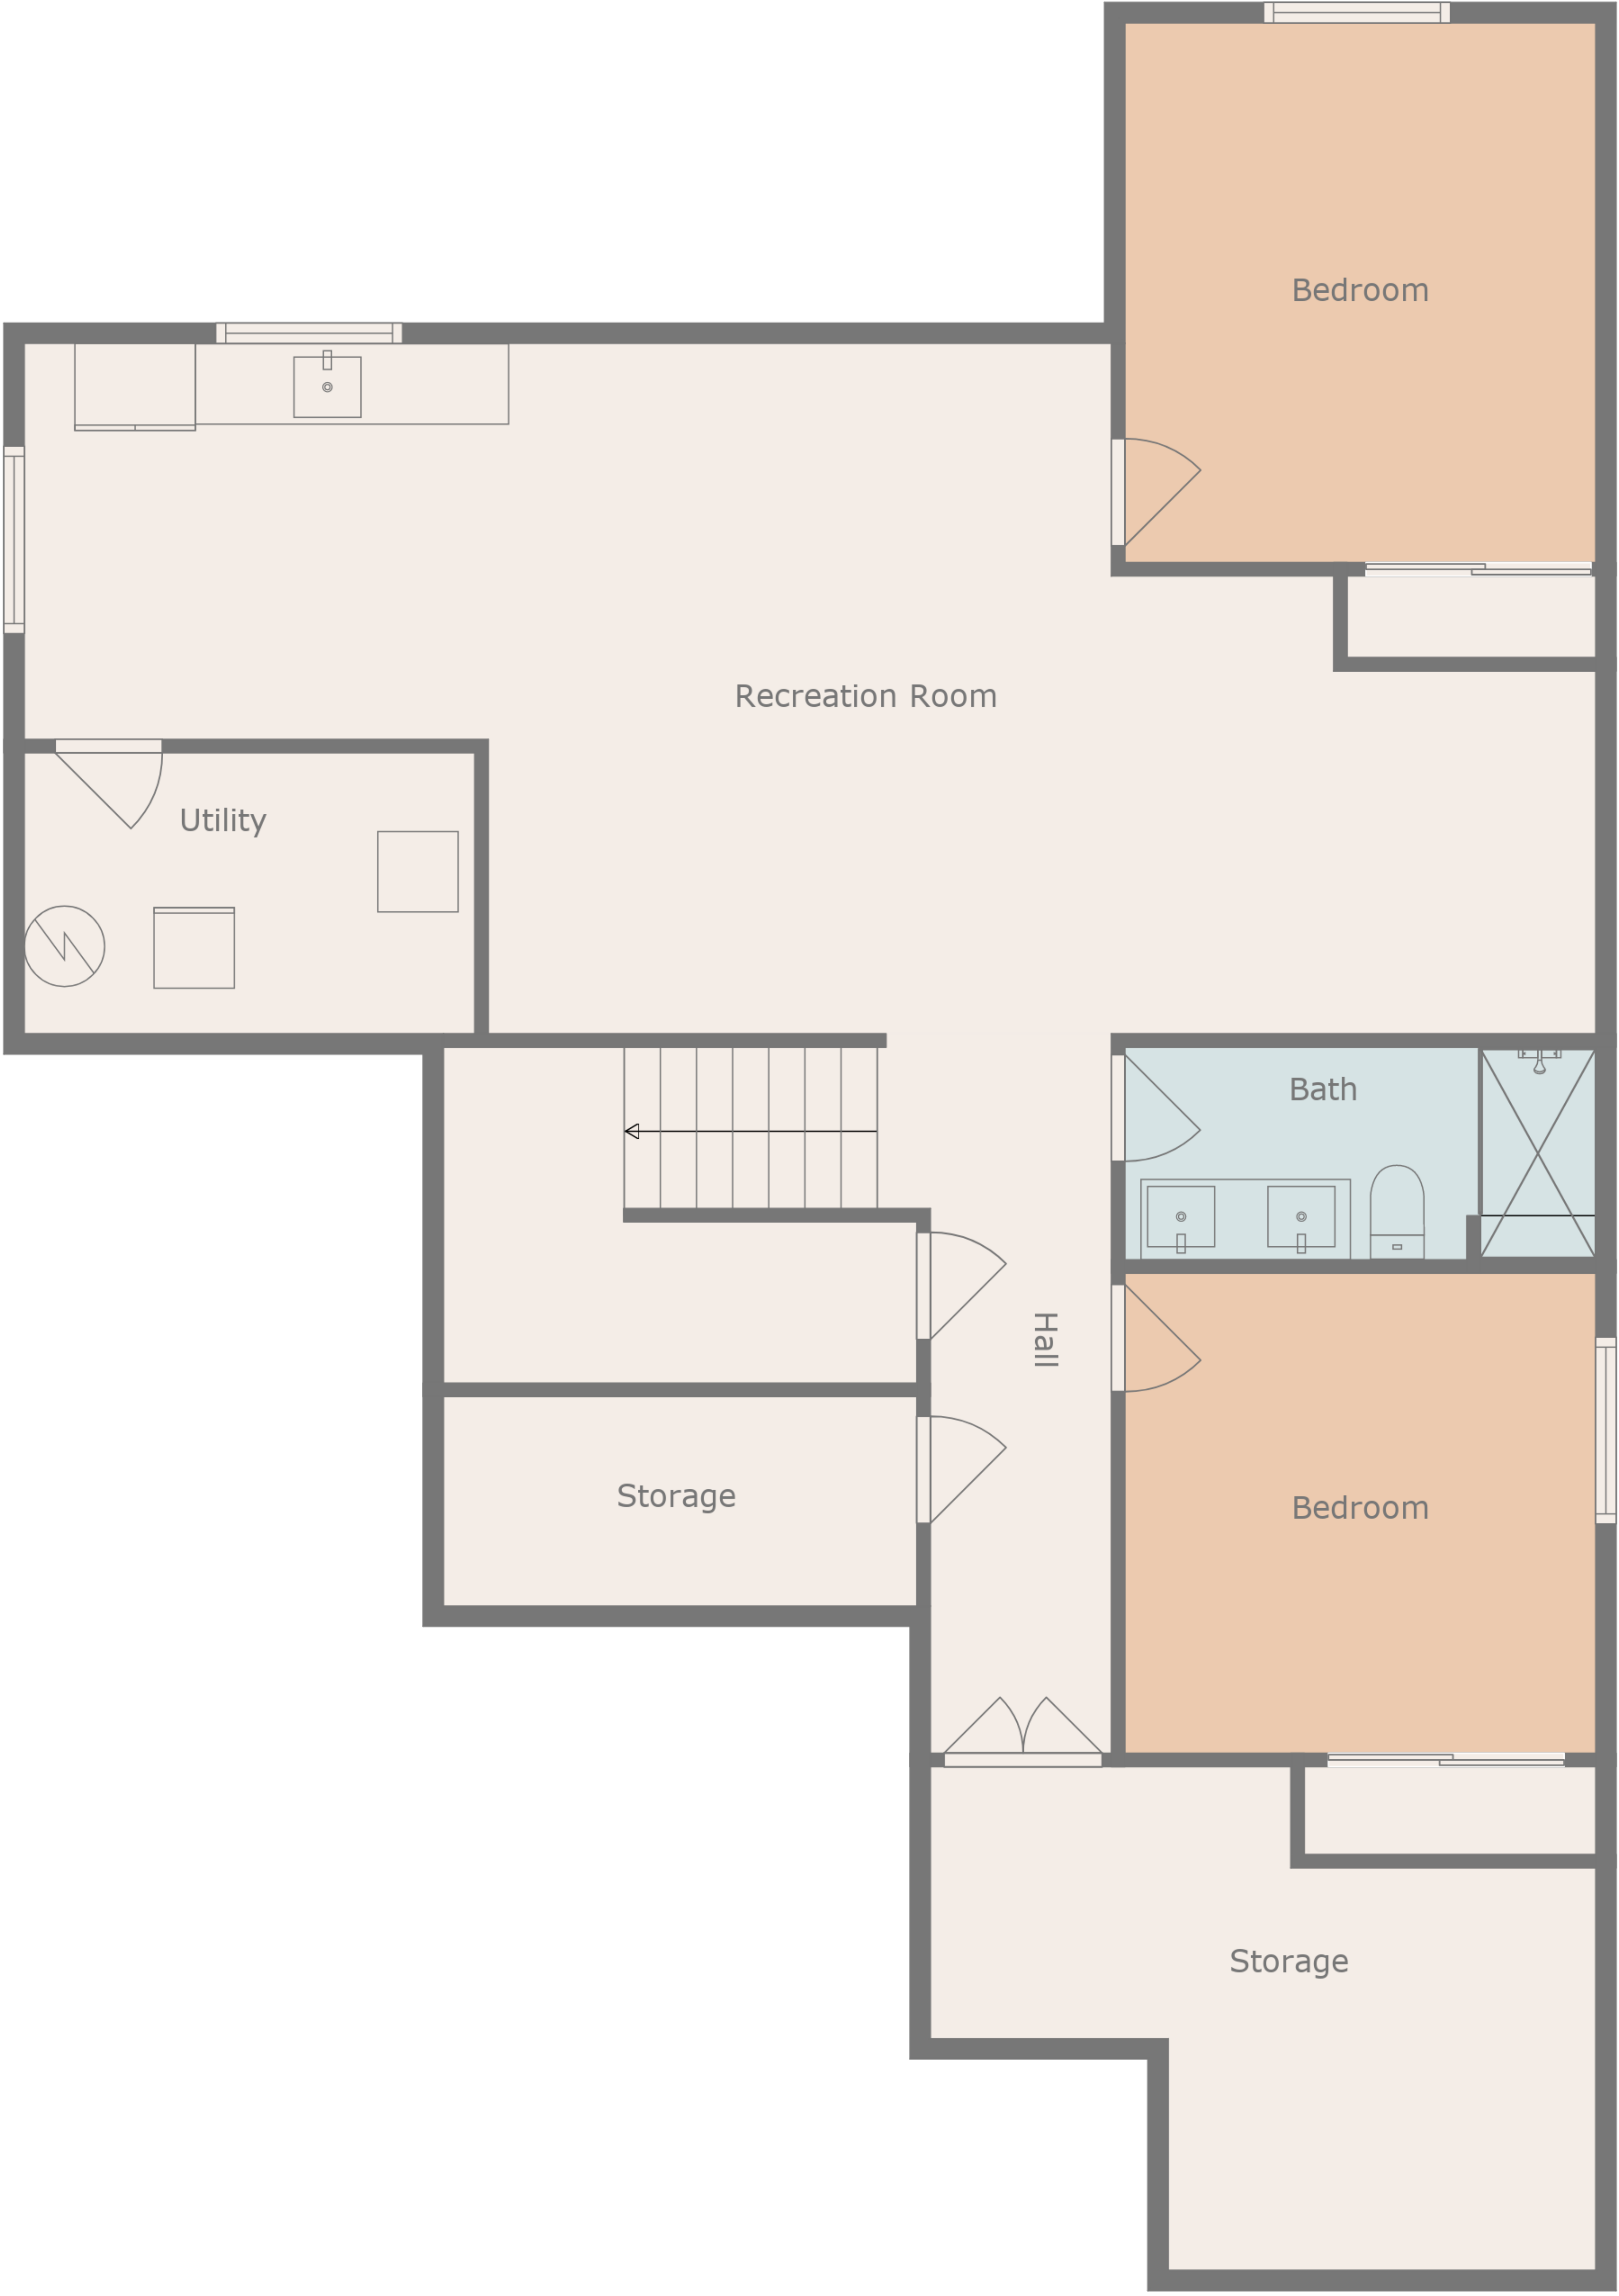 Bedroom
Recreation Room
Utility
Bath
Hall
Storage
Bedroom
Storage